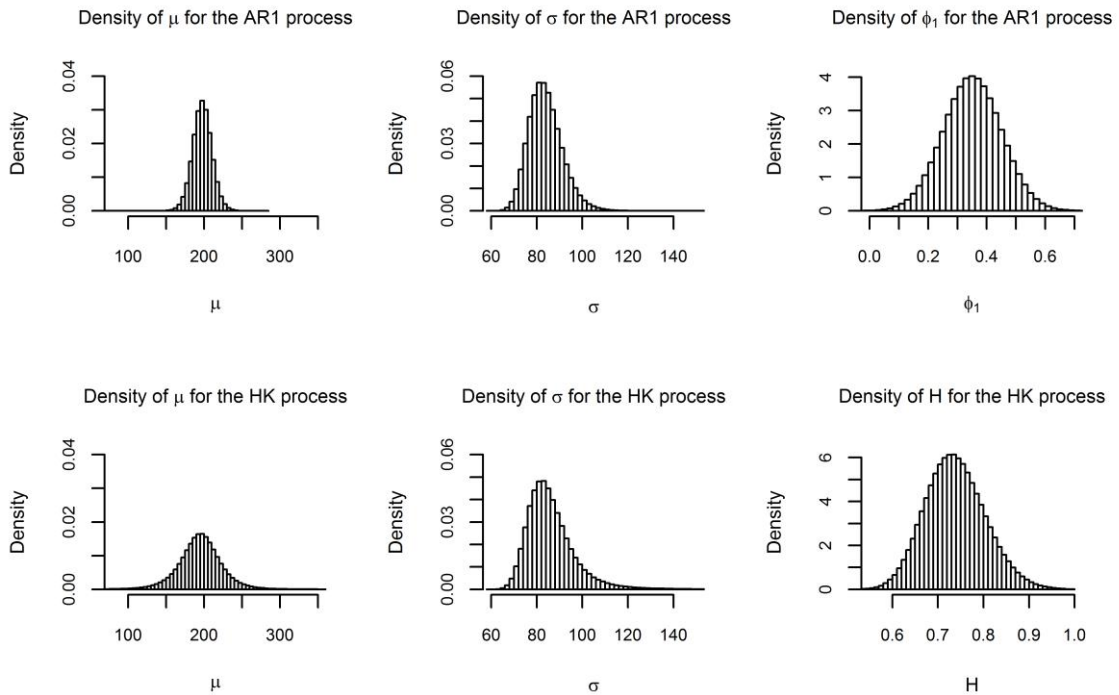 Density of μ for the AR1 process
Density
0.00 0.02 0.04
100 200 300
μ
Density of σ for the AR1 process
Density
0.00 0.03 0.06
60 80 100 120 140
σ
Density of ϕ1 for the AR1 process
Density
0 1 2 3 4
0.0 0.2 0.4 0.6
ϕ1
Density of μ for the HK process
Density
0.00 0.02 0.04
100 200 300
μ
Density of σ for the HK process
Density
0.00 0.03 0.06
60 80 100 120 140
σ
Density of H for the HK process
Density
0 2 4 6
0.6 0.7 0.8 0.9 1.0
H